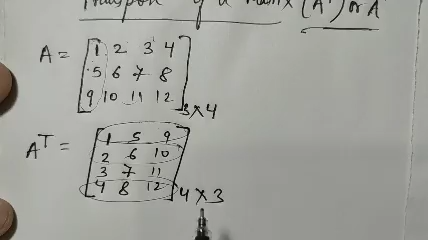 Transpose of a matrix (A') or A
A = [1 2 3 4
5 6 7 8
9 10 11 12] 3×4
Aᵀ = [1 5 9
2 6 10
3 7 11
4 8 12] 4×3